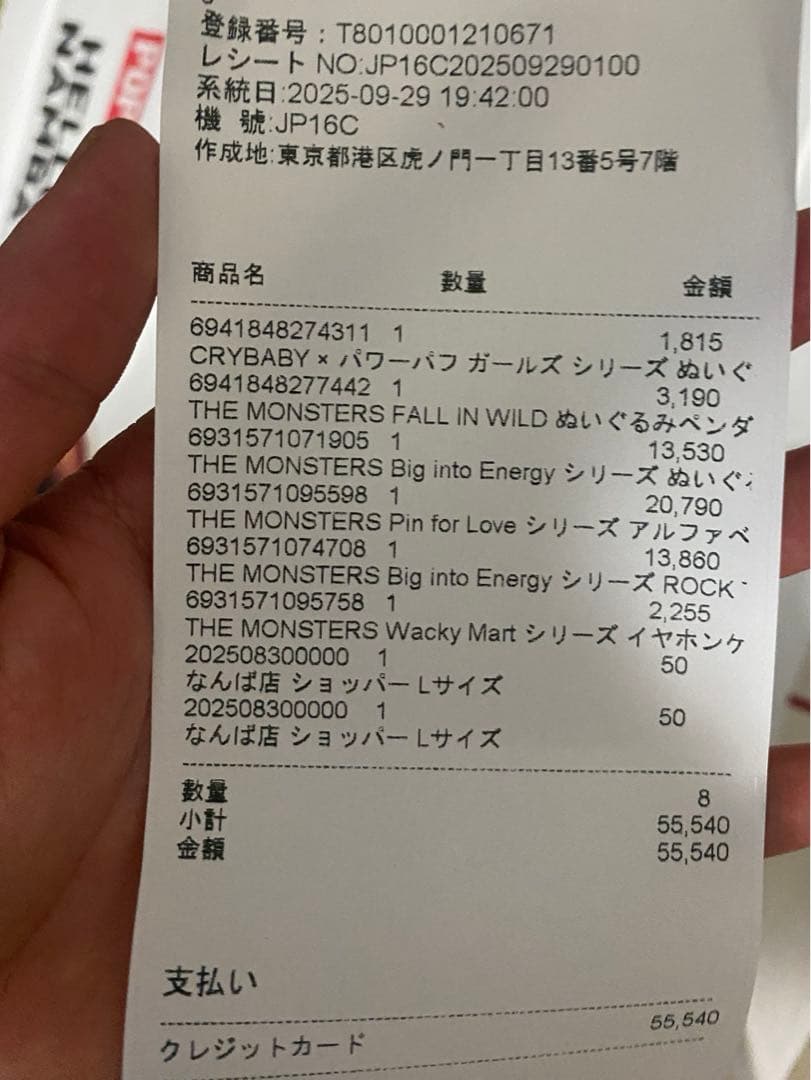 登録番号：T8010001210671
レシート NO:JP16C202509290100
系統日:2025-09-29 19:42:00
機 號:JP16C
作成地:東京都港区虎ノ門一丁目13番5号7階
商品名 數量 金額
6941848274311 1 1,815
CRYBABY × パワーパフ ガールズ シリーズ ぬいぐ
6941848277442 1 3,190
THE MONSTERS FALL IN WILD ぬいぐるみペンダ
6931571071905 1 13,530
THE MONSTERS Big into Energy シリーズ ぬいぐ
6931571095598 1 20,790
THE MONSTERS Pin for Love シリーズ アルファベ
6931571074708 1 13,860
THE MONSTERS Big into Energy シリーズ ROCK
6931571095758 1 2,255
THE MONSTERS Wacky Mart シリーズ イヤホンケ
202508300000 1 50
なんば店 ショッパー Lサイズ
202508300000 1 50
なんば店 ショッパー Lサイズ
數量 8
小計 55,540
金額 55,540
支払い
クレジットカード 55,540